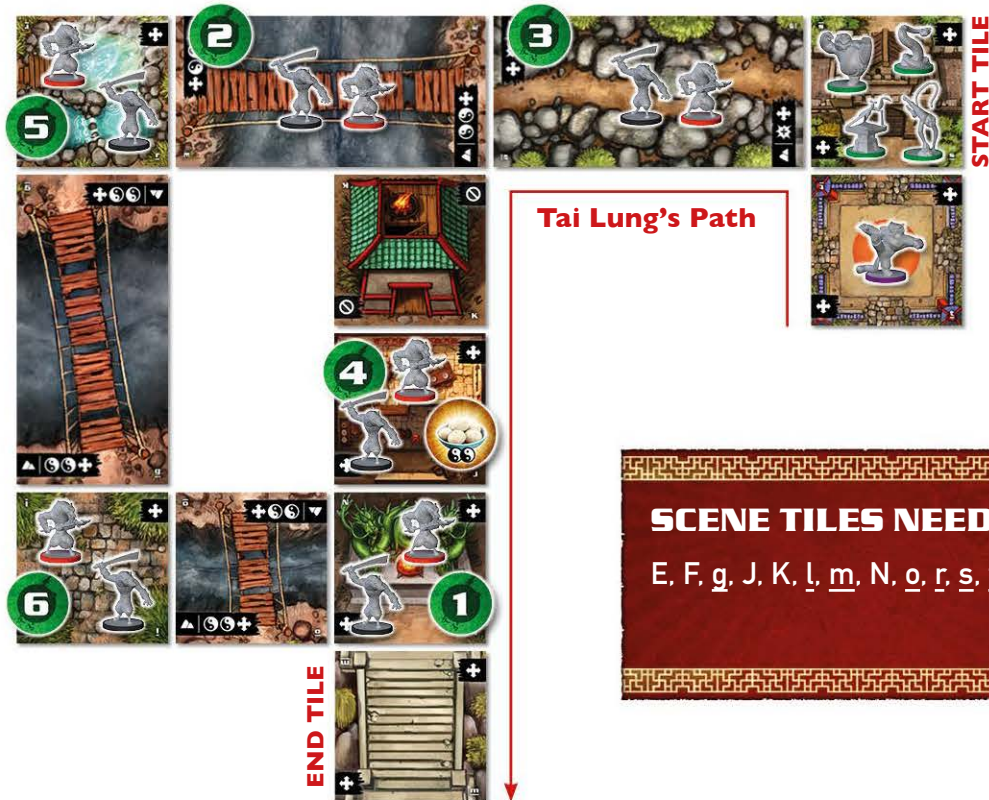 2
3
5
START TILE
Tai Lung's Path
4
SCENE TILES NEED
E, F, g, J, K, l, m, N, o, r, s,
6
1
END TILE